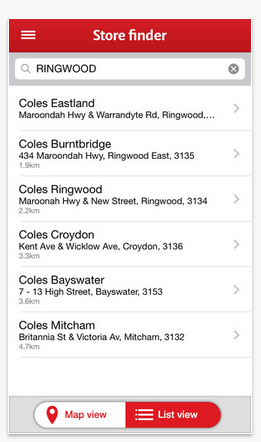 Store finder
RINGWOOD
Coles Eastland
Maroondah Hwy & Warrandyte Rd, Ringwood,...
Coles Burntbridge
434 Maroondah Hwy, Ringwood East, 3135
1.9km
Coles Ringwood
Maroonah Hwy & New Street, Ringwood, 3134
2.2km
Coles Croydon
Kent Ave & Wicklow Ave, Croydon, 3136
3.3km
Coles Bayswater
7 - 13 High Street, Bayswater, 3153
3.6km
Coles Mitcham
Britannia St & Victoria Av, Mitcham, 3132
4.7km
Map view List view